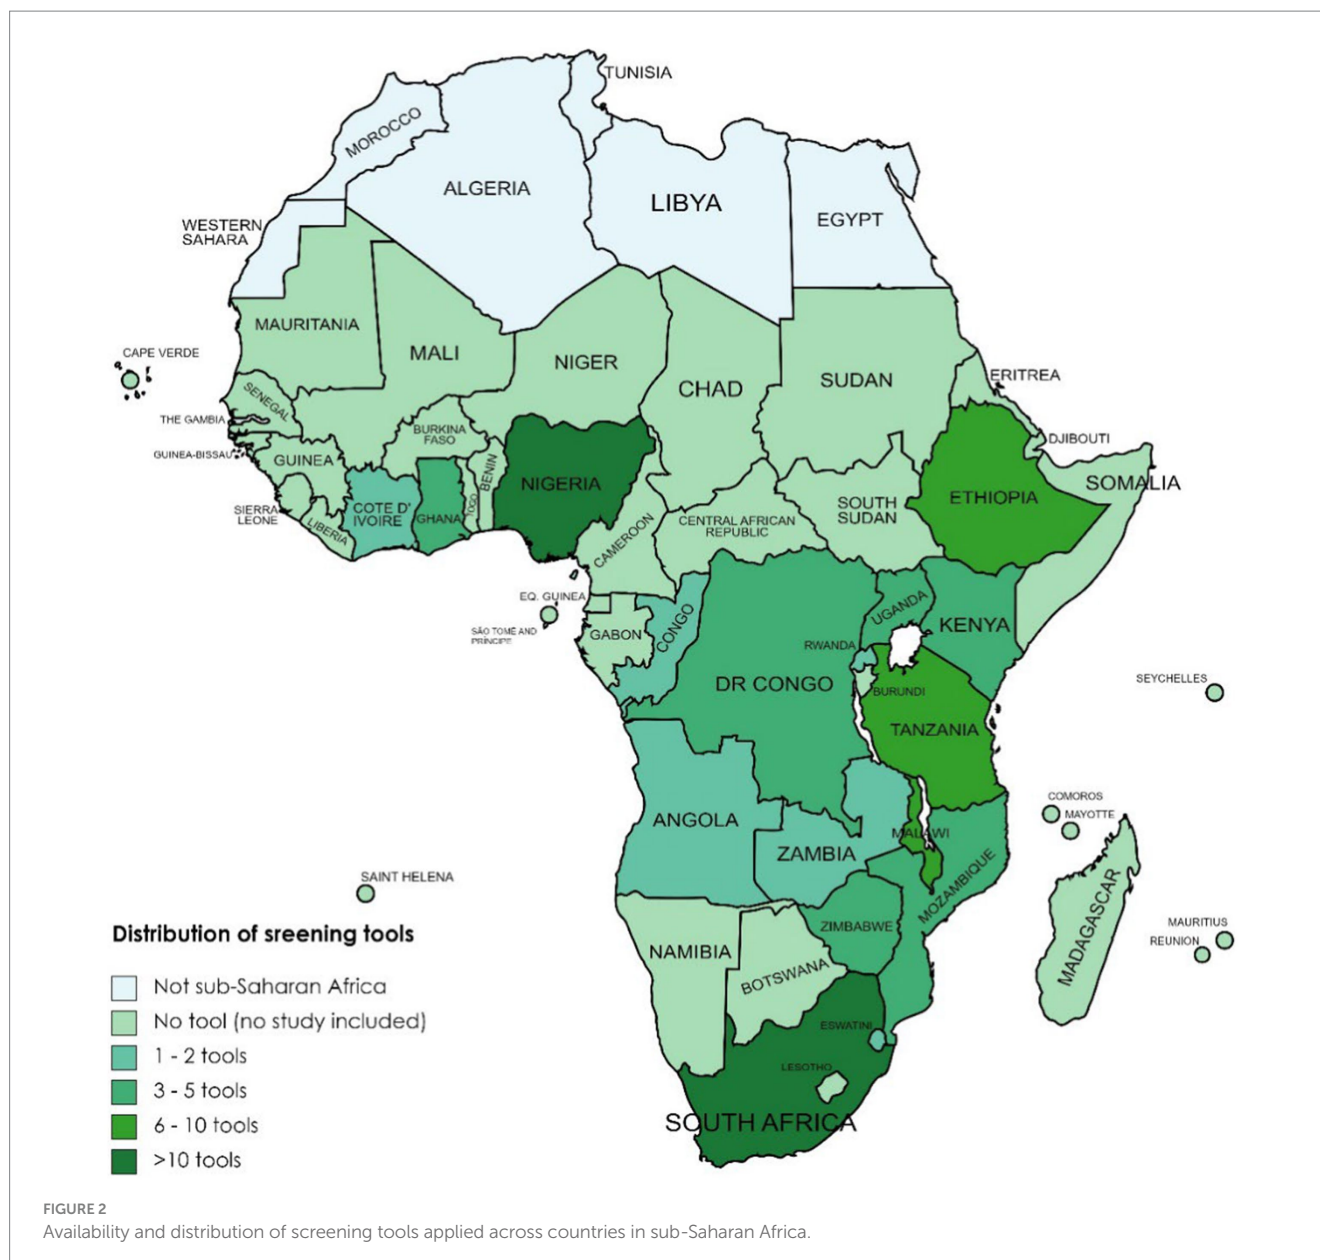 TUNISIA
MOROCCO
ALGERIA
LIBYA
EGYPT
WESTERN
SAHARA
MAURITANIA
MALI
NIGER
CHAD
SUDAN
ERITREA
CAPE VERDE
SENEGAL
THE GAMBIA
GUINEA-BISSAU
GUINEA
BURKINA
FASO
BENIN
TOGO
NIGERIA
DJIBOUTI
SOMALIA
ETHIOPIA
SOUTH
SUDAN
CENTRAL AFRICAN
REPUBLIC
CAMEROON
SIERRA
LEONE
LIBERIA
COTE D'
IVOIRE
GHANA
EQ. GUINEA
SÃO TOMÉ AND
PRÍNCIPE
GABON
CONGO
UGANDA
KENYA
RWANDA
DR CONGO
BURUNDI
TANZANIA
SEYCHELLES
COMOROS
MAYOTTE
ANGOLA
ZAMBIA
MALAWI
MOZAMBIQUE
MADAGASCAR
SAINT HELENA
ZIMBABWE
NAMIBIA
BOTSWANA
MAURITIUS
REUNION
ESWATINI
LESOTHO
SOUTH AFRICA
Distribution of sreening tools
Not sub-Saharan Africa
No tool (no study included)
1 - 2 tools
3 - 5 tools
6 - 10 tools
>10 tools
FIGURE 2
Availability and distribution of screening tools applied across countries in sub-Saharan Africa.